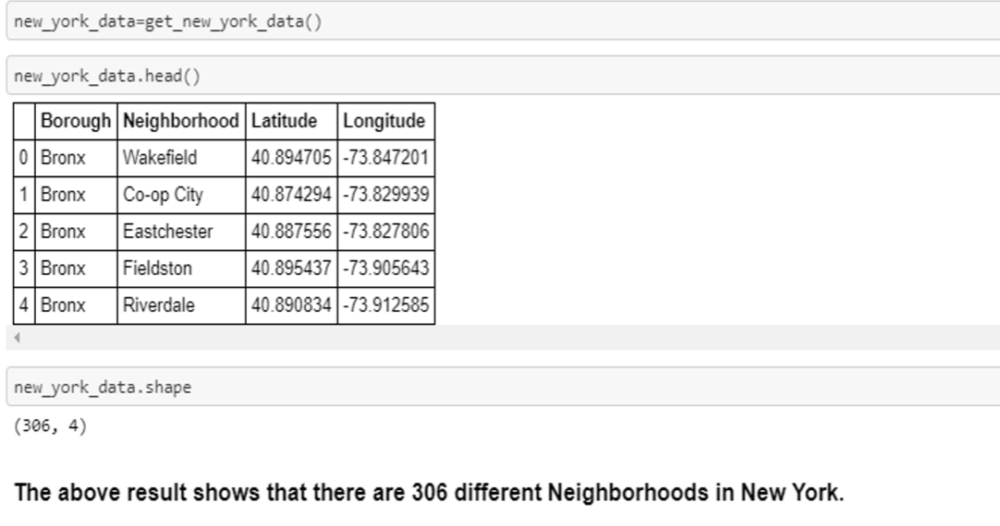 new_york_data=get_new_york_data()
new_york_data.head()
Borough Neighborhood Latitude Longitude
0 Bronx Wakefield 40.894705 -73.847201
1 Bronx Co-op City 40.874294 -73.829939
2 Bronx Eastchester 40.887556 -73.827806
3 Bronx Fieldston 40.895437 -73.905643
4 Bronx Riverdale 40.890834 -73.912585
new_york_data.shape
(306, 4)
The above result shows that there are 306 different Neighborhoods in New York.